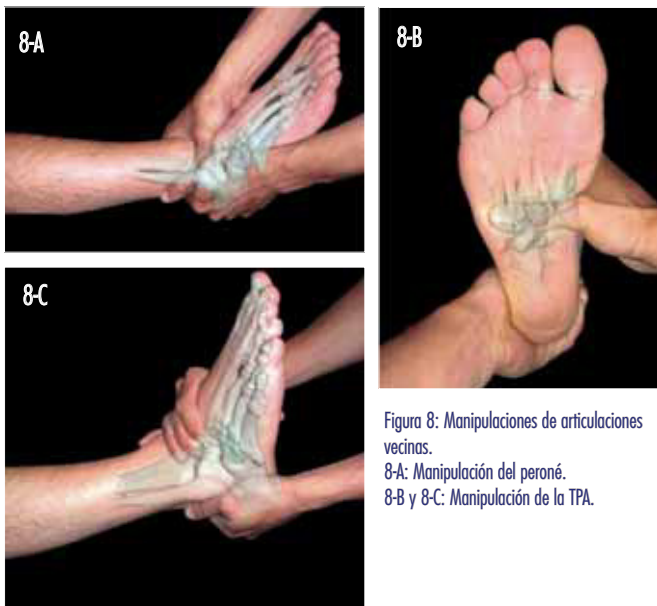 8-A
8-B
8-C
Figura 8: Manipulaciones de articulaciones
vecinas.
8-A: Manipulación del peroné.
8-B y 8-C: Manipulación de la TPA.